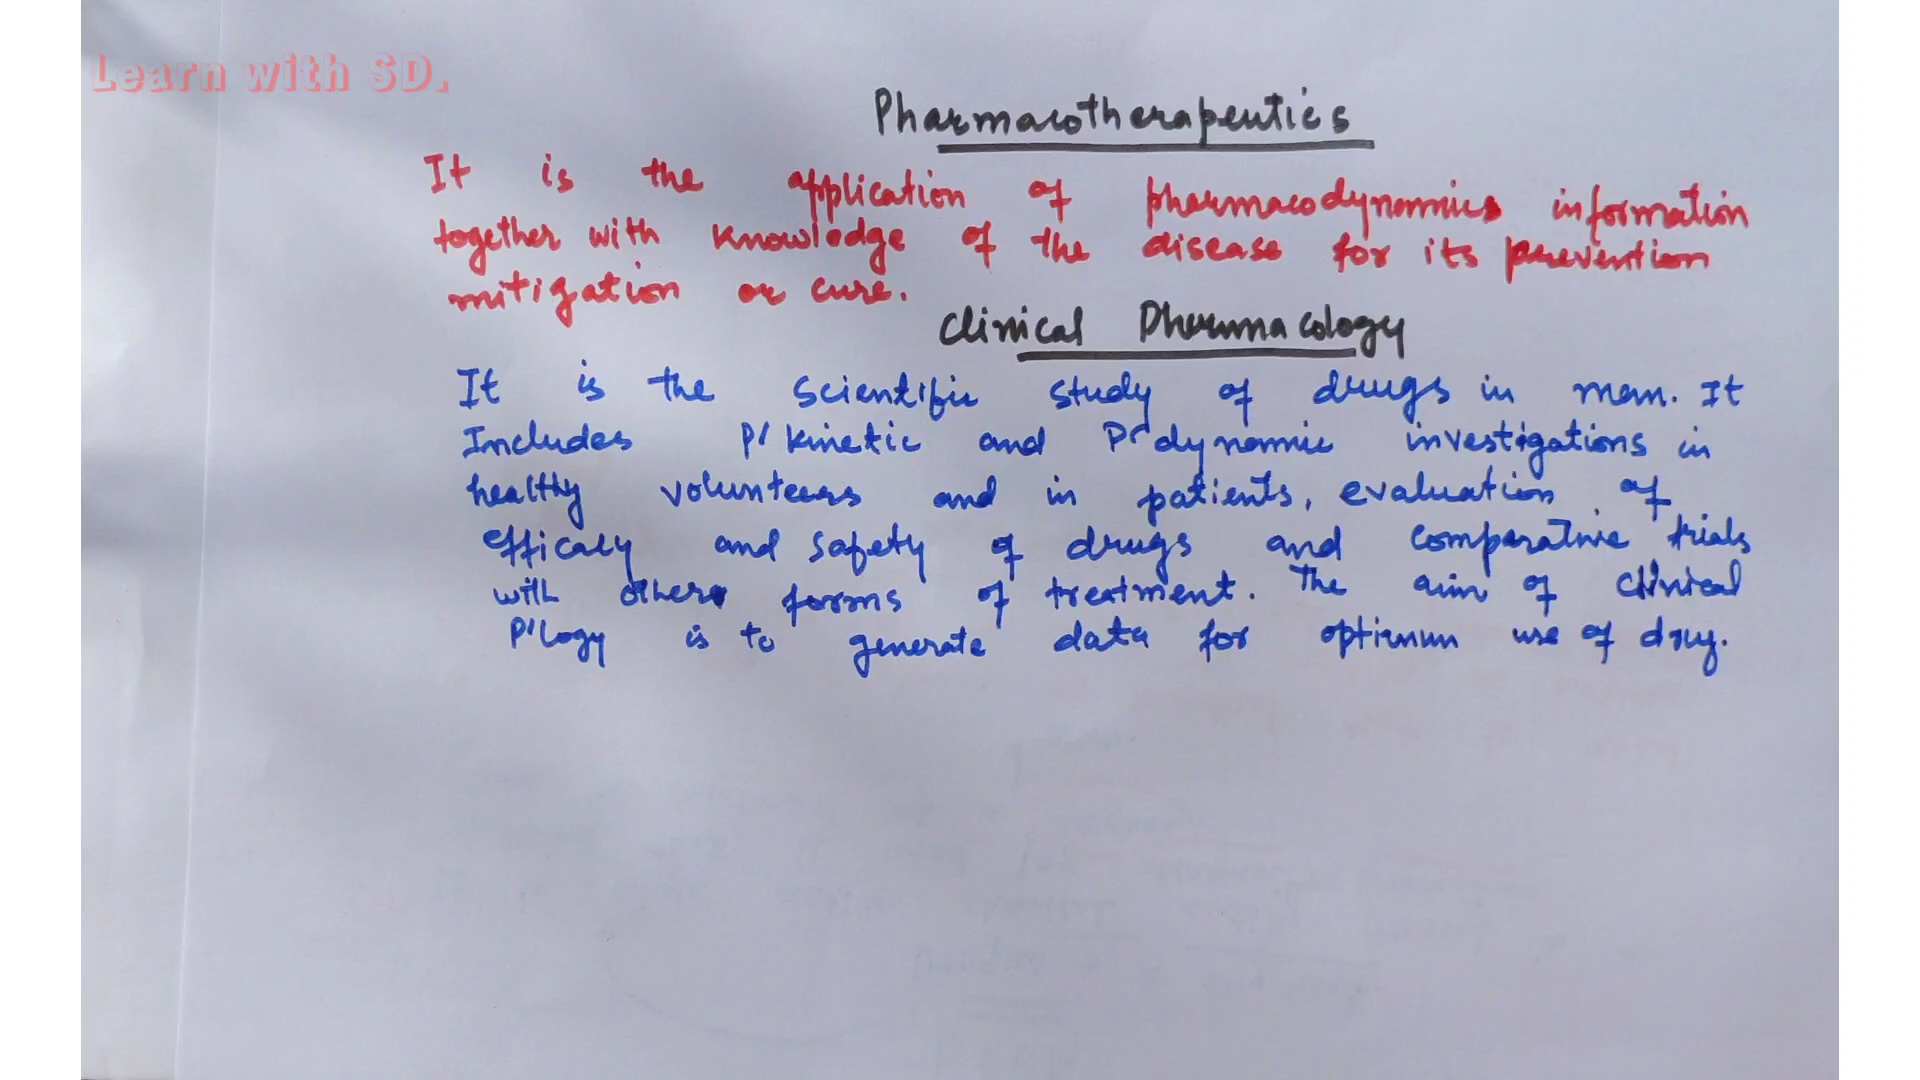 Learn with SD.
Pharmacotherapeutics
It is the application of pharmacodynamics information
together with knowledge of the disease for its prevention
mitigation or cure.
Clinical Pharmacology
It is the scientific study of drugs in man. It
Includes P'kinetic and P'dynamic investigations in
healthy volunteers and in patients, evaluation of
efficacy and safety of drugs and comparative trials
with other forms of treatment. The aim of clinical
P'logy is to generate data for optimum use of drug.